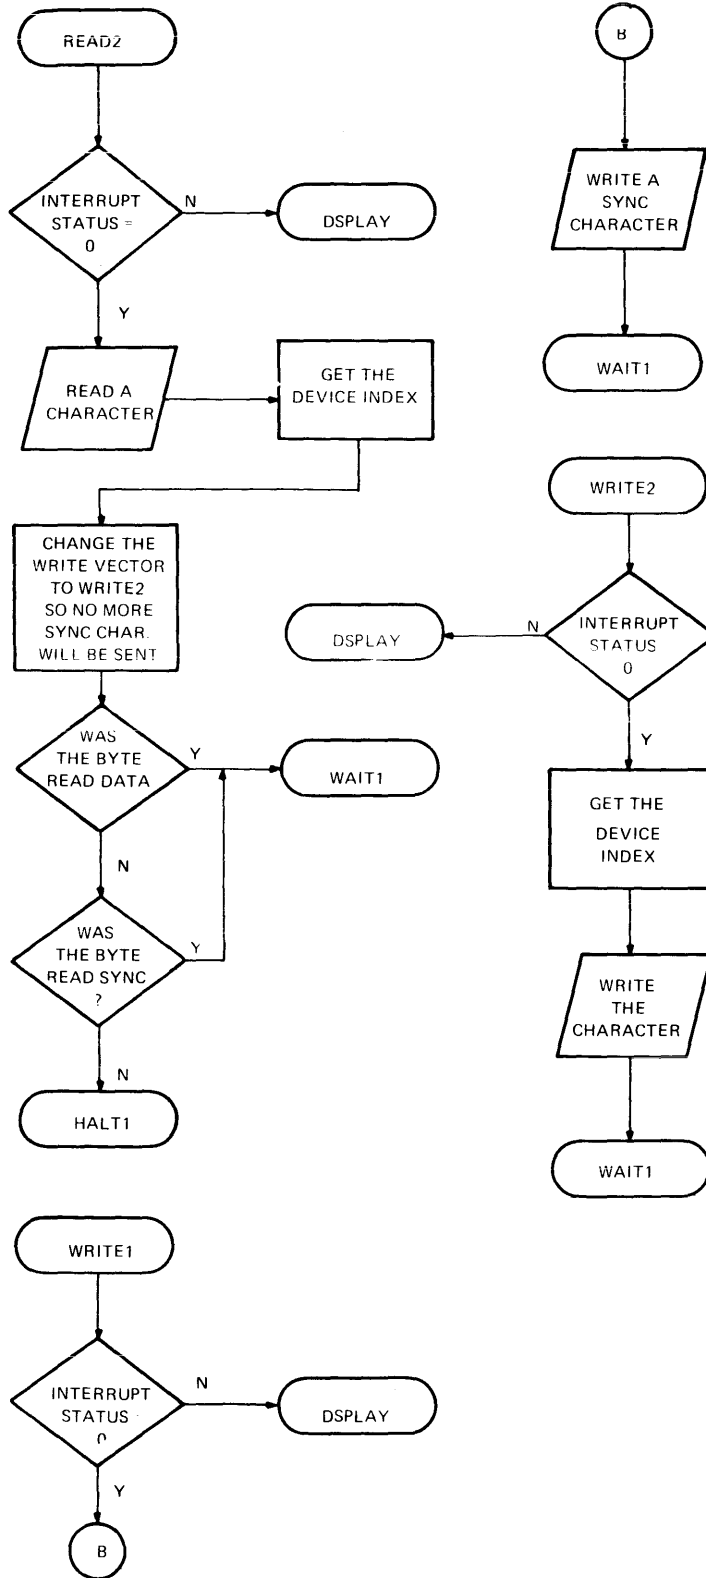 READ2
INTERRUPT
STATUS =
0
N
DSPLAY
Y
READ A
CHARACTER
GET THE
DEVICE INDEX
CHANGE THE
WRITE VECTOR
TO WRITE2
SO NO MORE
SYNC CHAR.
WILL BE SENT
WAS
THE BYTE
READ DATA
Y
WAIT1
N
WAS
THE BYTE
READ SYNC
?
Y
N
HALT1
WRITE1
INTERRUPT
STATUS
0
N
DSPLAY
Y
B
B
WRITE A
SYNC
CHARACTER
WAIT1
WRITE2
INTERRUPT
STATUS
0
N
DSPLAY
Y
GET THE
DEVICE
INDEX
WRITE
THE
CHARACTER
WAIT1